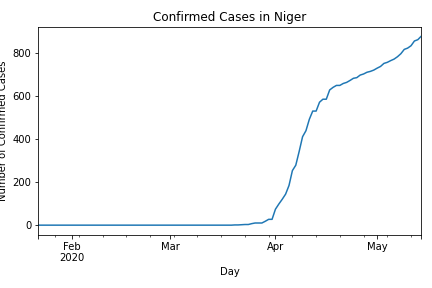 Confirmed Cases in Niger
Number of Confirmed Cases
800
600
400
200
0
Feb
2020
Mar
Apr
May
Day